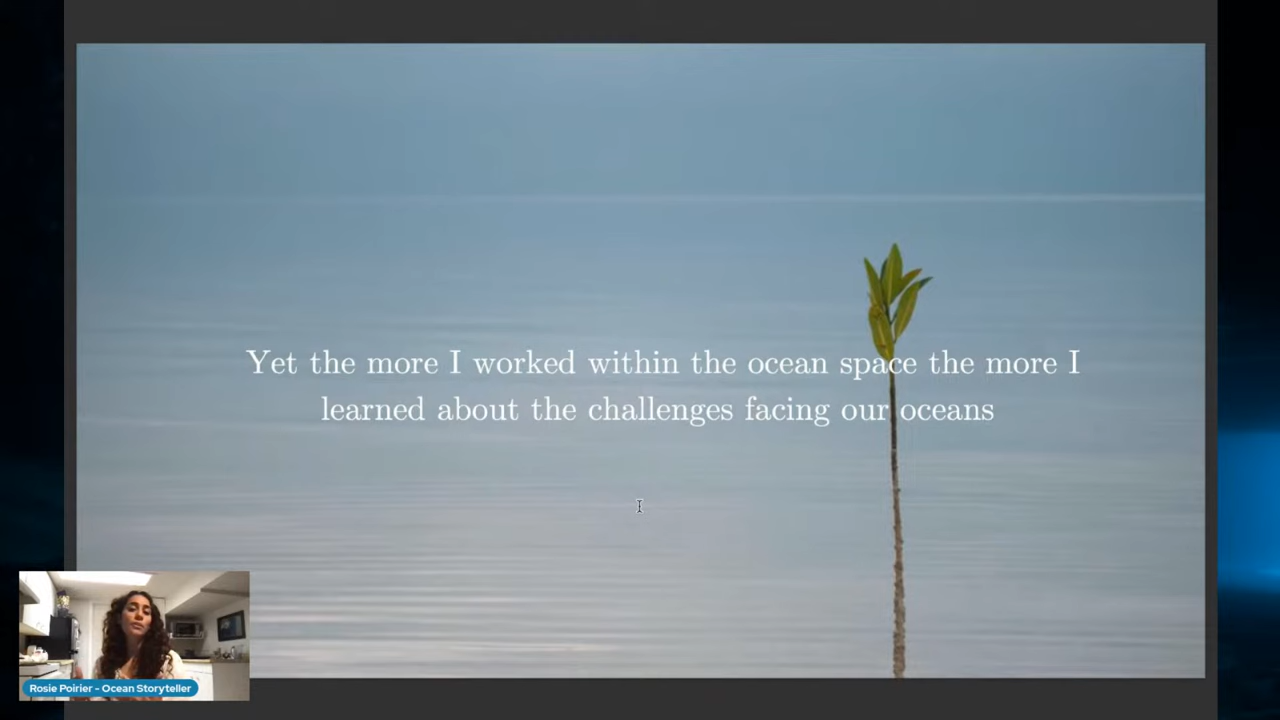 Yet the more I worked within the ocean space the more I
learned about the challenges facing our oceans
Rosie Poirier - Ocean Storyteller